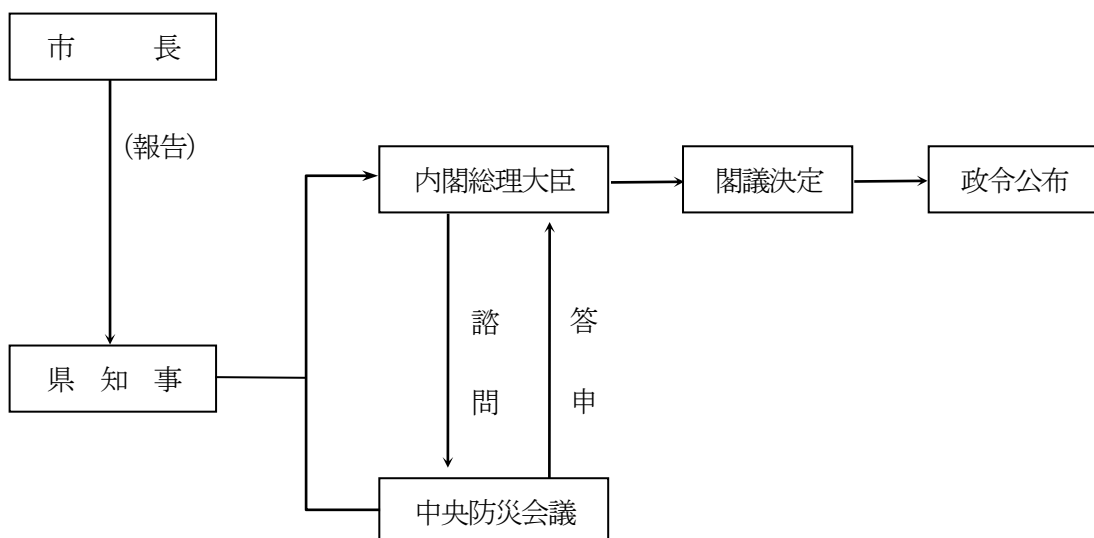 市　　　長
(報告)
内閣総理大臣
閣議決定
政令公布
諮問
答申
県　知　事
中央防災会議